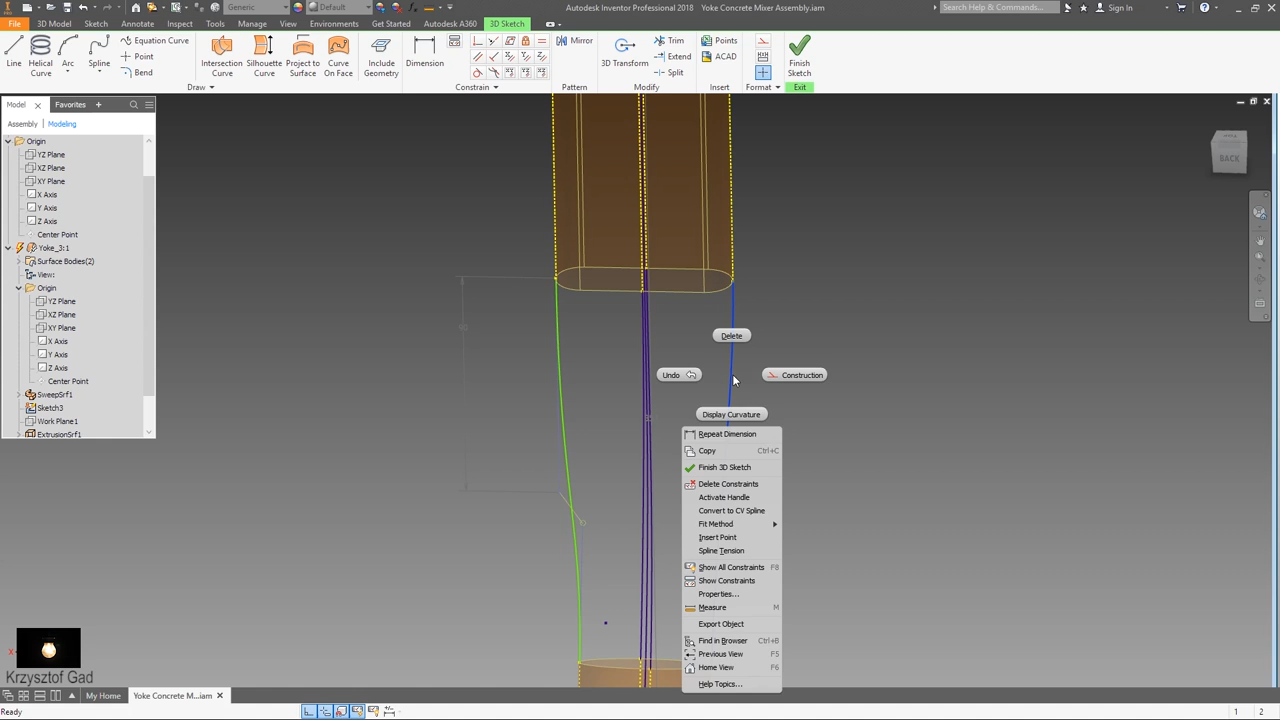 Generic
Default
Autodesk Inventor Professional 2018
Yoke Concrete Mixer Assembly.iam
Search Help & Commands...
Sign In
File
Sketch
Annotate
Inspect
Tools
Manage
View
Environments
Get Started
Autodesk A360
3D Sketch
Line
Helical Curve
Arc
Spline
Equation Curve
Point
Bend
Draw
Intersection Curve
Silhouette Curve
Project to Surface
Curve On Face
Include Geometry
Dimension
Constrain
Mirror
Pattern
3D Transform
Trim
Extend
Split
Modify
Points
ACAD
Insert
Format
Finish Sketch
Exit
Model
Favorites
Assembly
Modeling
Origin
YZ Plane
XZ Plane
XY Plane
X Axis
Y Axis
Z Axis
Center Point
Yoke_3:1
Surface Bodies(2)
View:
Origin
YZ Plane
XZ Plane
XY Plane
X Axis
Y Axis
Z Axis
Center Point
SweepSrf1
Sketch3
Work Plane1
ExtrusionSrf1
BACK
Delete
Undo
Construction
Display Curvature
Repeat Dimension
Copy Ctrl+C
Finish 3D Sketch
Delete Constraints
Activate Handle
Convert to CV Spline
Fit Method
Insert Point
Spline Tension
Show All Constraints F8
Show Constraints
Properties...
Measure M
Export Object
Find in Browser Ctrl+B
Previous View F5
Home View F6
Help Topics...
X
Krzysztof Gad
My Home
Yoke Concrete M...iam
Ready
1 2